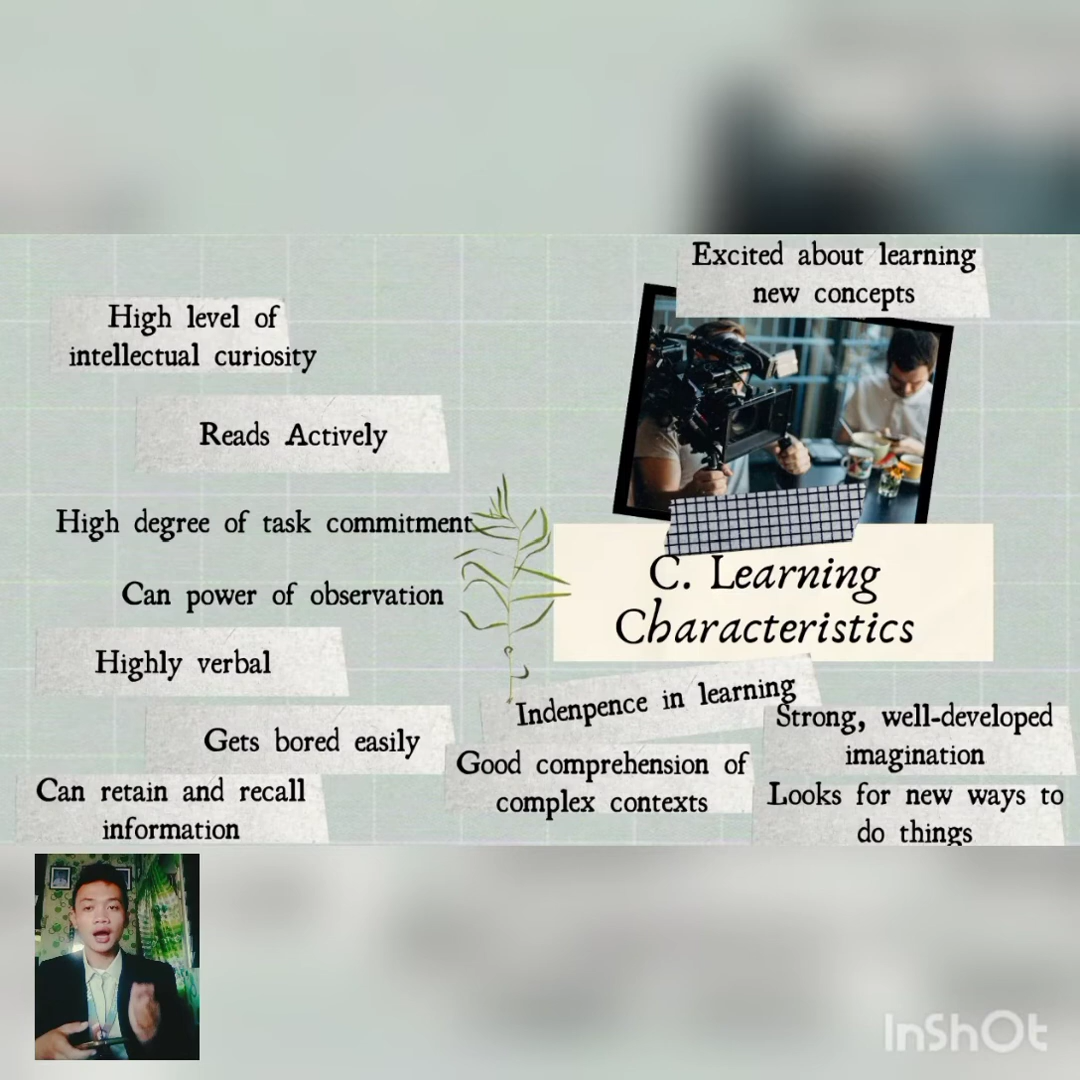 Excited about learning
new concepts
High level of
intellectual curiosity
Reads Actively
High degree of task commitment
Can power of observation
Highly verbal
Gets bored easily
Can retain and recall
information
C. Learning
Characteristics
Indenpence in learning
Good comprehension of
complex contexts
Strong, well-developed
imagination
Looks for new ways to
do things
InShOt